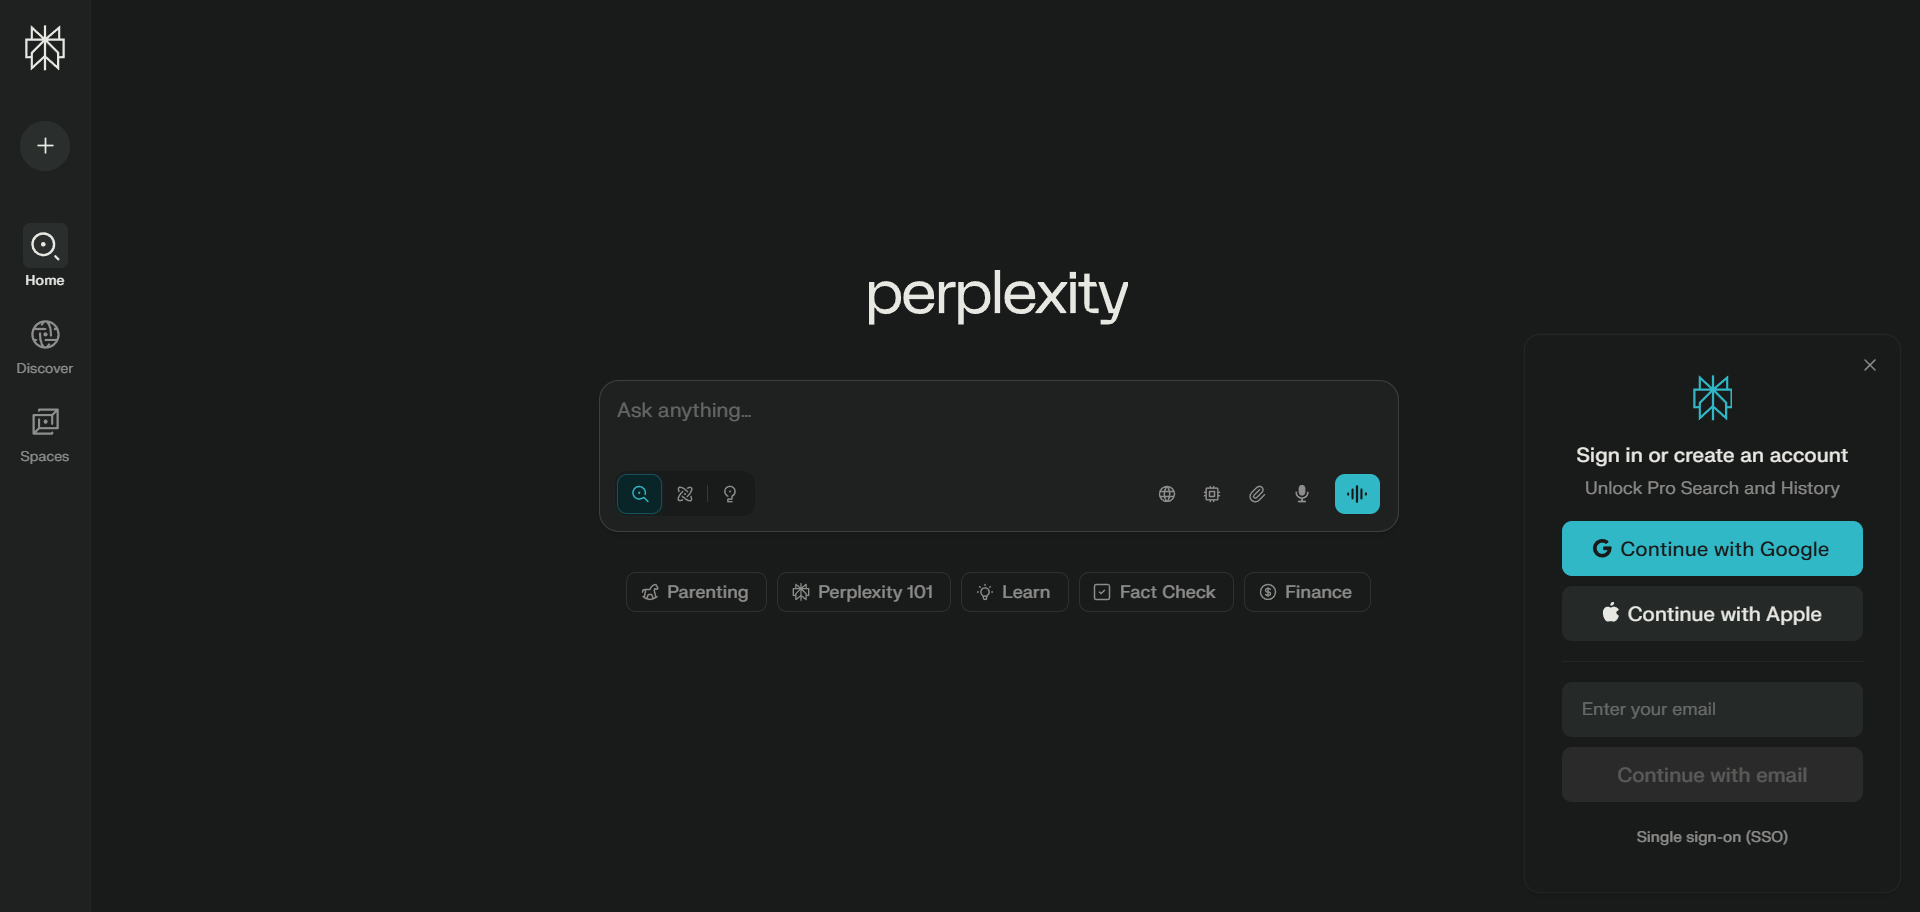 Home
Discover
Spaces
perplexity
Ask anything...
Parenting
Perplexity 101
Learn
Fact Check
Finance
Sign in or create an account
Unlock Pro Search and History
Continue with Google
Continue with Apple
Enter your email
Continue with email
Single sign-on (SSO)